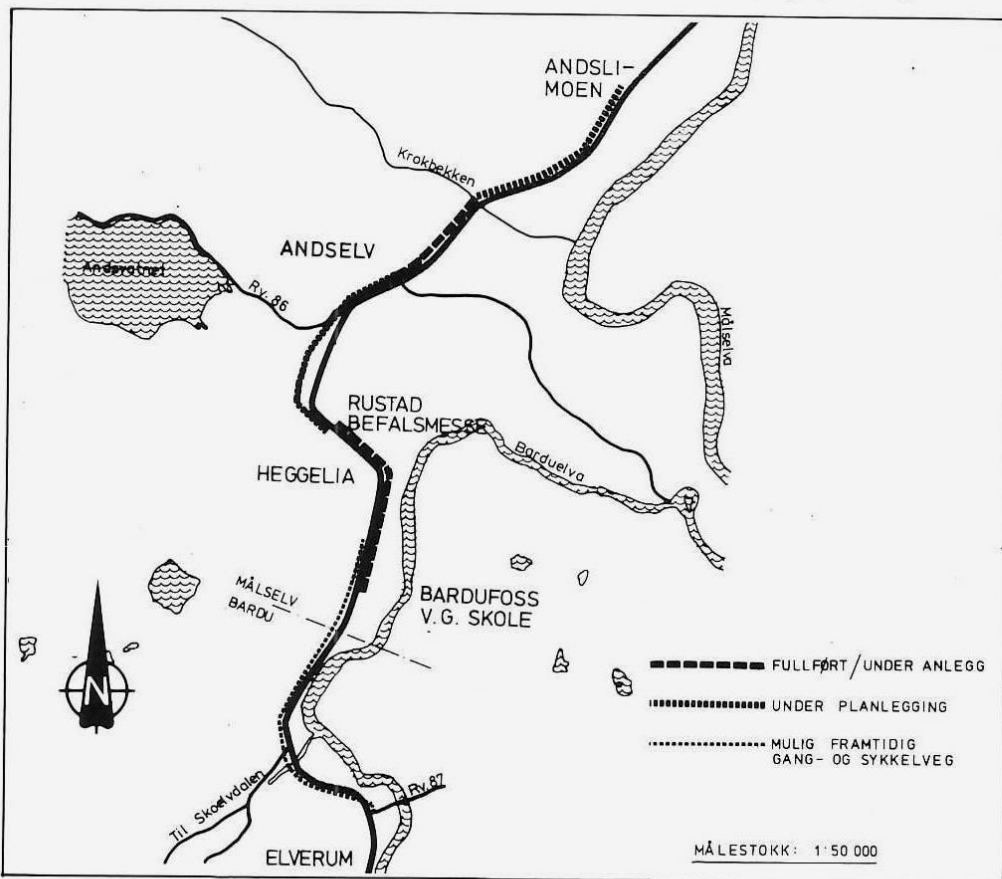 ANDSLI-
MOEN
Krokbekken
ANDSELV
Andsvatnet
Rv. 86
Målselva
RUSTAD
BEFALSMESSE
HEGGELIA
Barduelva
MÅLSELV
BARDU
BARDUFOSS
V.G. SKOLE
N
FULLFØRT/UNDER ANLEGG
UNDER PLANLEGGING
MULIG FRAMTIDIG
GANG- OG SYKKELVEG
Til Skoelvdalen
Rv. 87
ELVERUM
MÅLESTOKK: 1:50 000